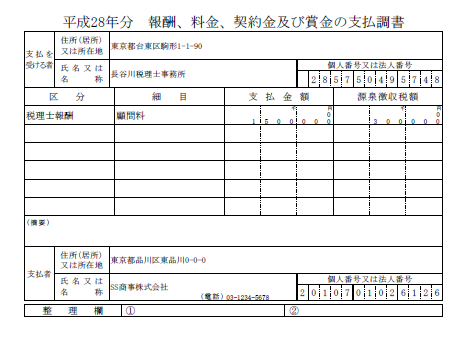 平成28年分　報酬、料金、契約金及び賞金の支払調書
支払を受ける者
住所(居所)又は所在地
東京都台東区駒形1-1-90
氏名又は名称
長谷川税理士事務所
個人番号又は法人番号
285750495748
区分 細目 支払金額 源泉徴収税額
税理士報酬 顧問料
(摘要)
支払者
住所(居所)又は所在地
東京都品川区東品川0-0-0
氏名又は名称
SS商事株式会社
(電話) 03-1234-5678
個人番号又は法人番号
2010701026126
整理欄 ① ②